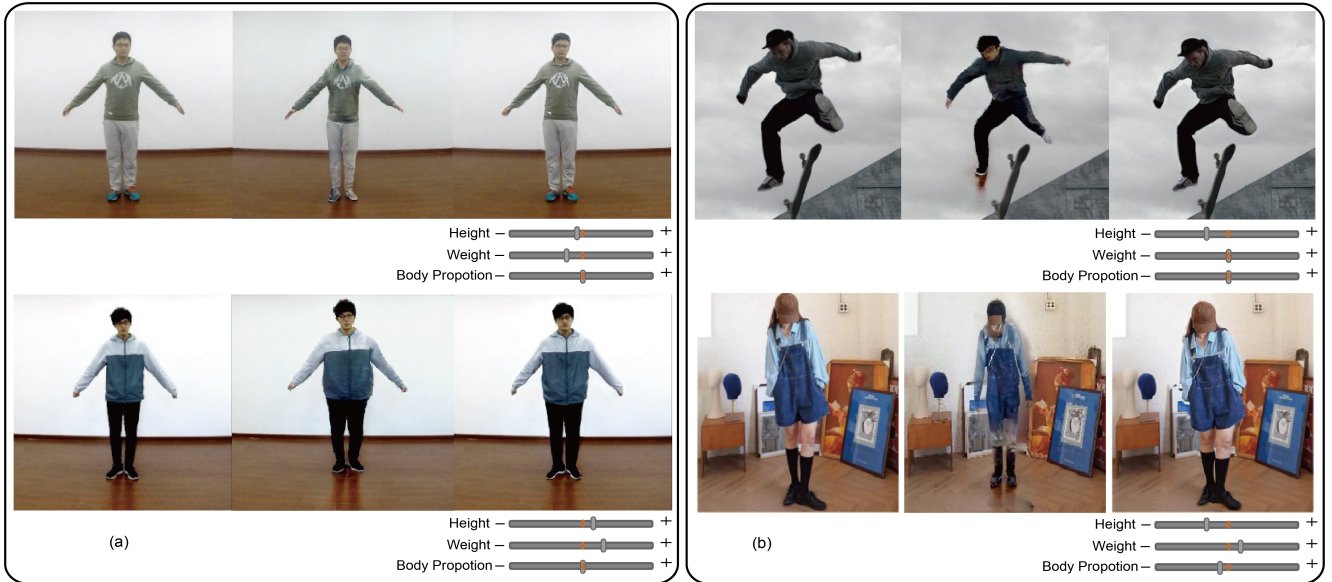 Height – +
Weight – +
Body Propotion – +
Height – +
Weight – +
Body Propotion – +
(a)
Height – +
Weight – +
Body Propotion – +
Height – +
Weight – +
Body Propotion – +
(b)